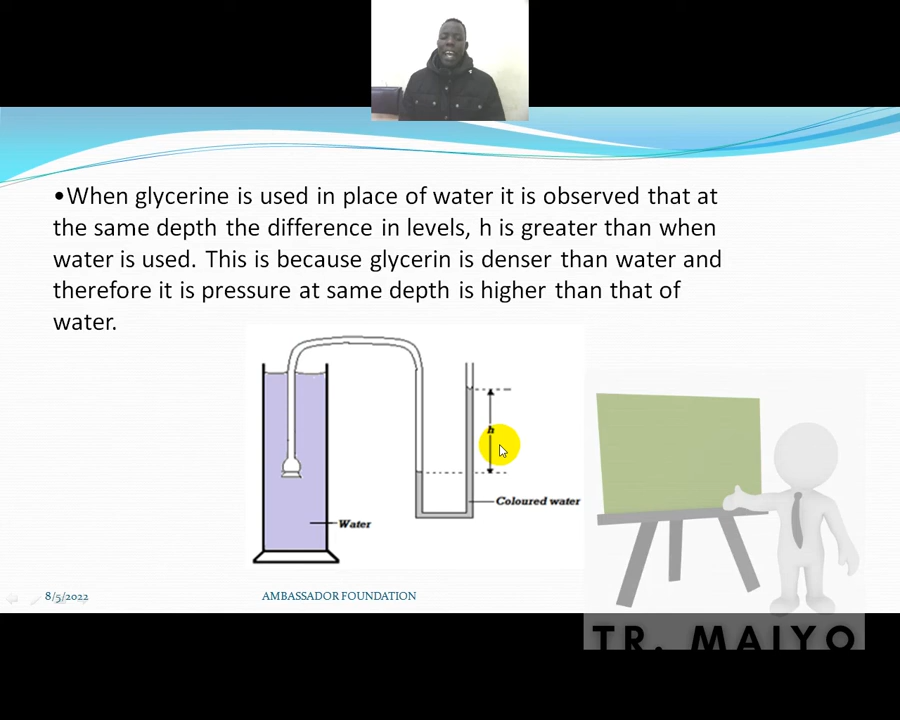 •When glycerine is used in place of water it is observed that at
the same depth the difference in levels, h is greater than when
water is used. This is because glycerin is denser than water and
therefore it is pressure at same depth is higher than that of
water.
h
Coloured water
Water
8/5/2022
AMBASSADOR FOUNDATION
TR. MAIYO